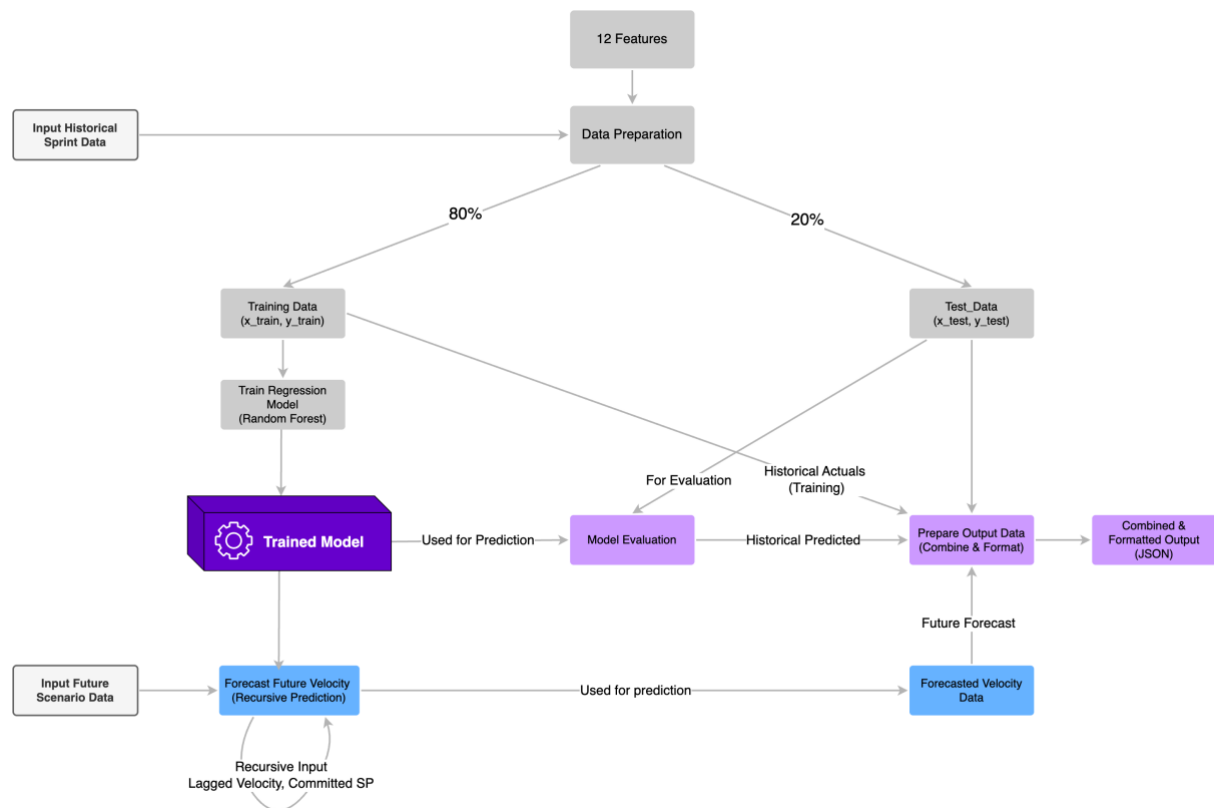 12 Features
Input Historical
Sprint Data
Data Preparation
80%
20%
Training Data
(x_train, y_train)
Test_Data
(x_test, y_test)
Train Regression
Model
(Random Forest)
For Evaluation
Historical Actuals
(Training)
Trained Model
Used for Prediction
Model Evaluation
Historical Predicted
Prepare Output Data
(Combine & Format)
Combined &
Formatted Output
(JSON)
Future Forecast
Input Future
Scenario Data
Forecast Future Velocity
(Recursive Prediction)
Used for prediction
Forecasted Velocity
Data
Recursive Input
Lagged Velocity, Committed SP